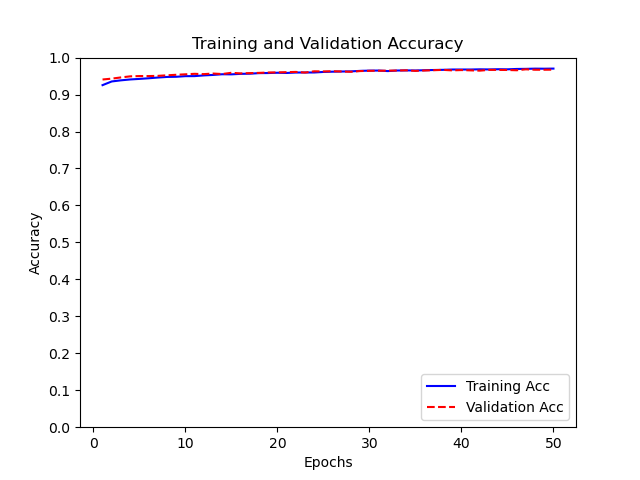 Training and Validation Accuracy
1.0
0.9
0.8
0.7
0.6
0.5
0.4
0.3
0.2
0.1
0.0
Accuracy
Training Acc
Validation Acc
0 10 20 30 40 50
Epochs